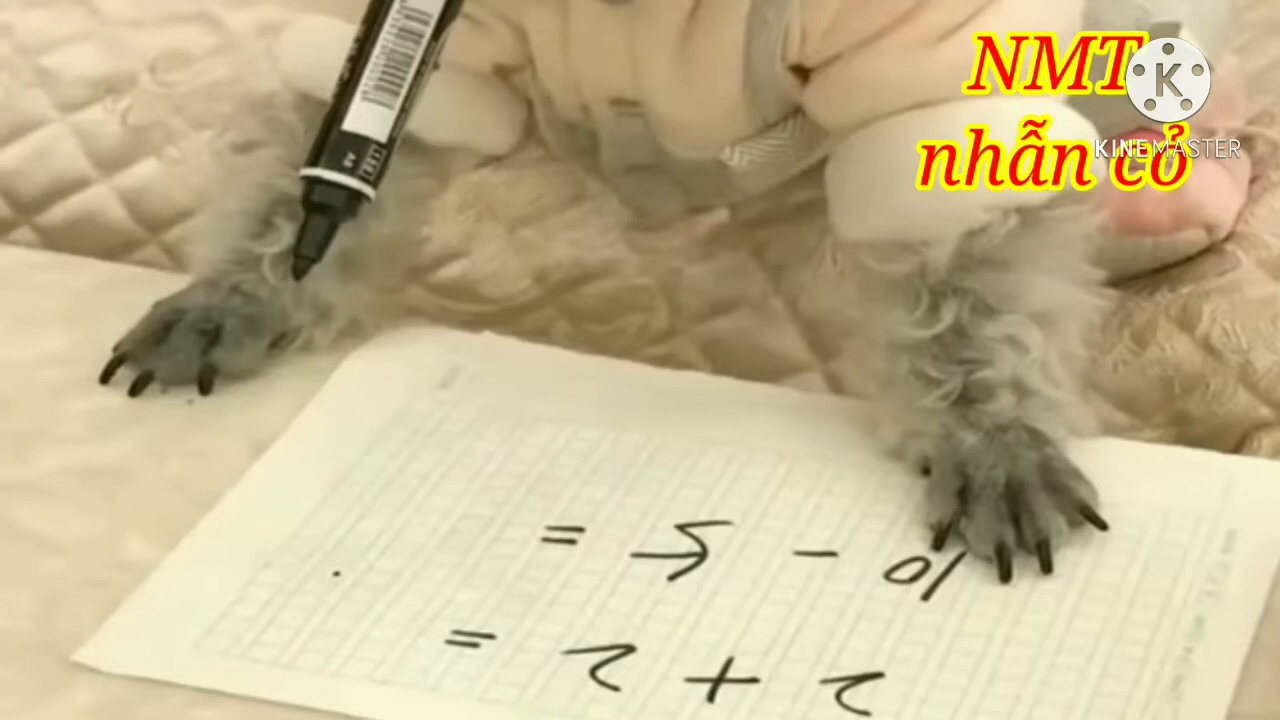 NMT
nhẫn cỏ
K
KINEMASTER
2 + 2 =
10 - 5 =